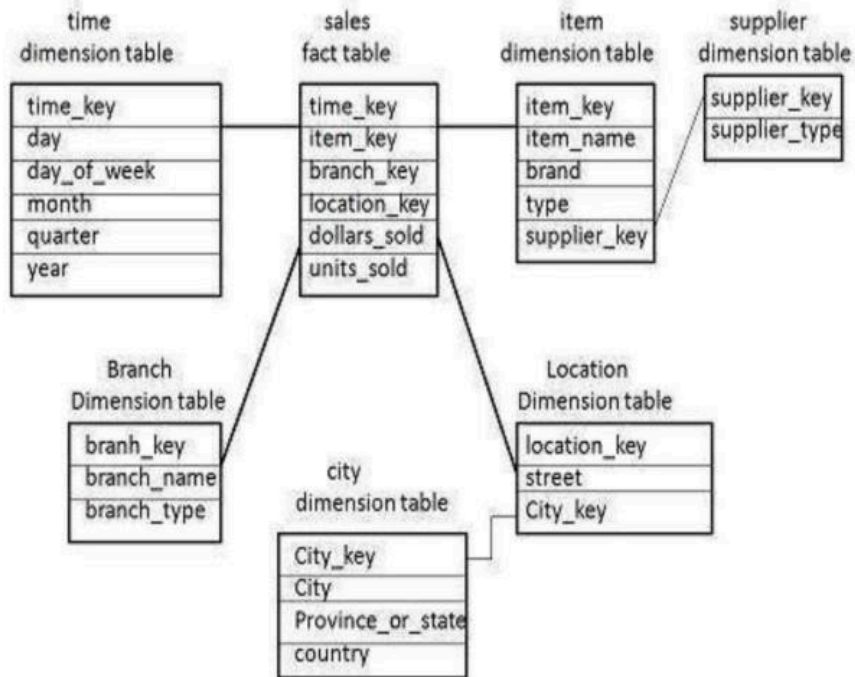 time
dimension table
time_key
day
day_of_week
month
quarter
year
sales
fact table
time_key
item_key
branch_key
location_key
dollars_sold
units_sold
item
dimension table
item_key
item_name
brand
type
supplier_key
supplier
dimension table
supplier_key
supplier_type
Branch
Dimension table
branh_key
branch_name
branch_type
city
dimension table
City_key
City
Province_or_state
country
Location
Dimension table
location_key
street
City_key